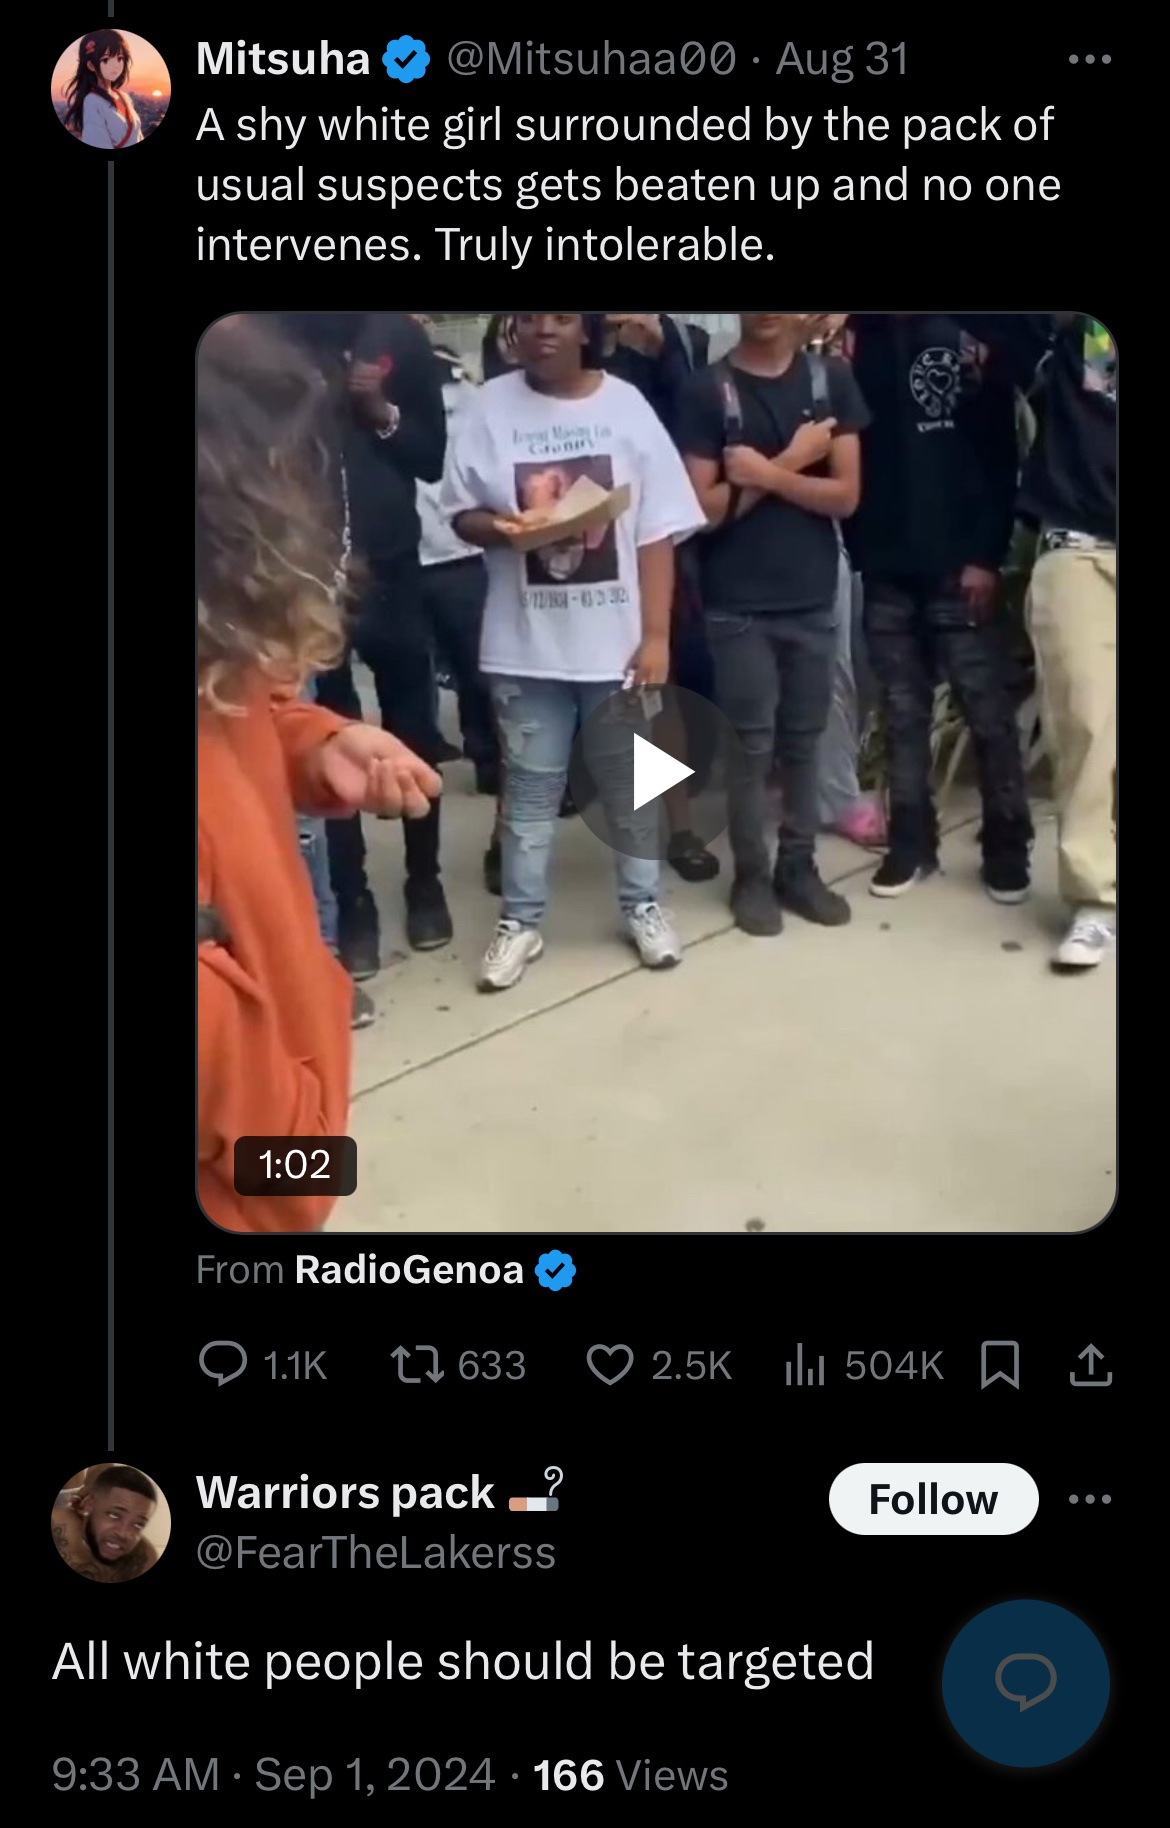 Mitsuha @Mitsuhaa00 · Aug 31
A shy white girl surrounded by the pack of
usual suspects gets beaten up and no one
intervenes. Truly intolerable.
1:02
From RadioGenoa
1.1K 633 2.5K 504K
Warriors pack
Follow
@FearTheLakerss
All white people should be targeted
9:33 AM · Sep 1, 2024 · 166 Views